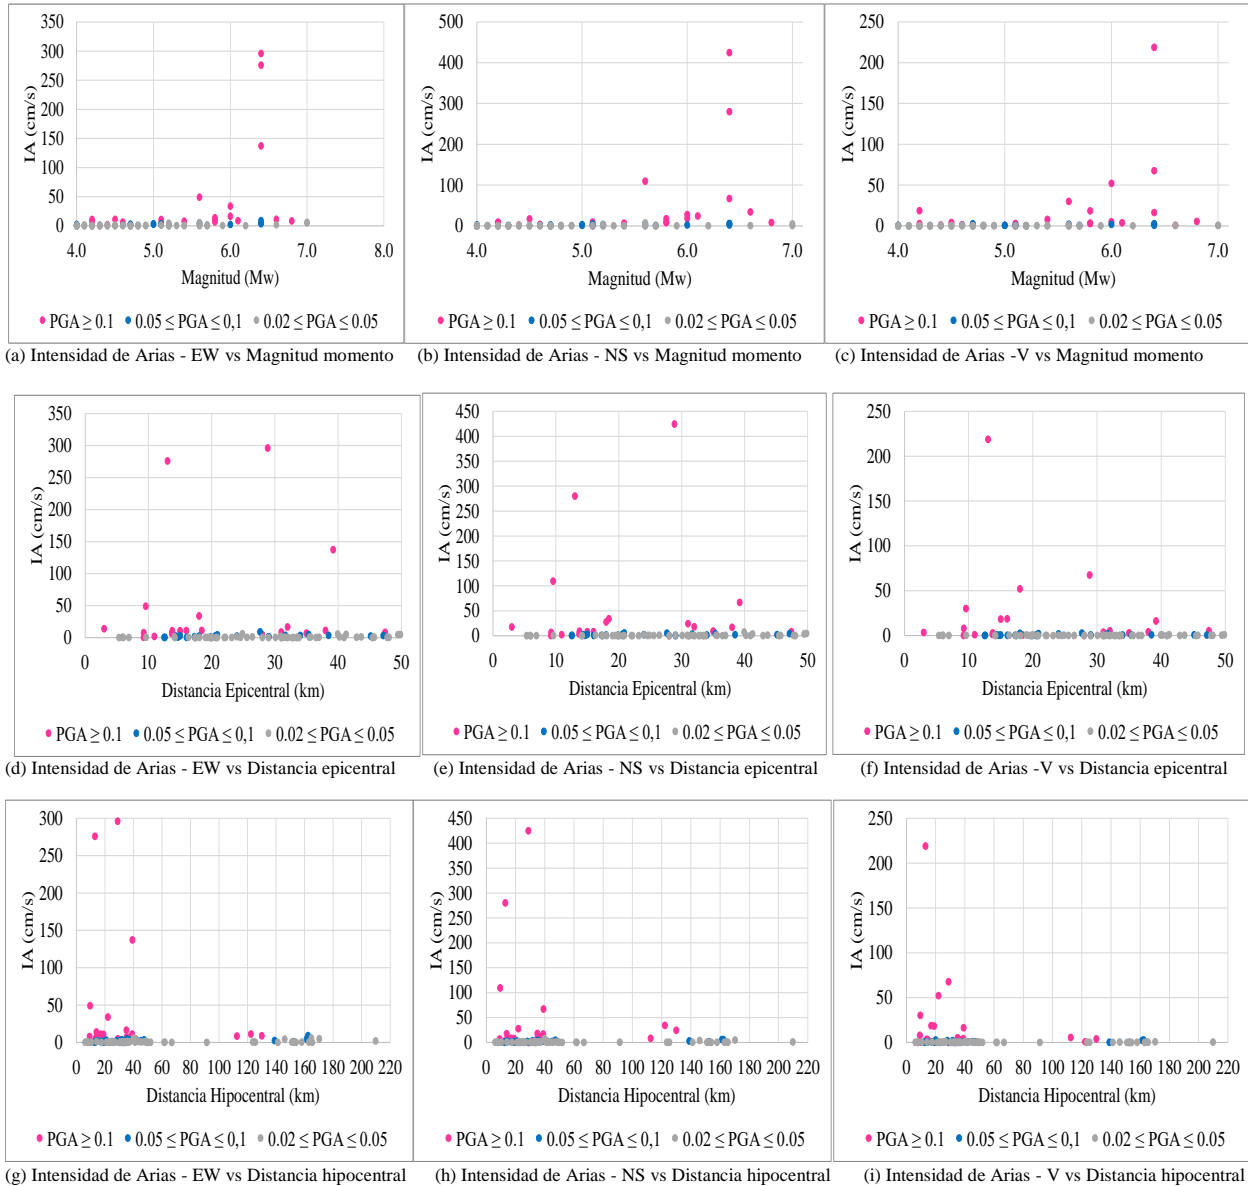 350
300
250
200
150
100
50
0
IA (cm/s)
4.0 5.0 6.0 7.0 8.0
Magnitud (Mw)
PGA ≥ 0.1 0.05 ≤ PGA ≤ 0,1 0.02 ≤ PGA ≤ 0.05
(a) Intensidad de Arias - EW vs Magnitud momento
500
400
300
200
100
0
IA (cm/s)
4.0 5.0 6.0 7.0
Magnitud (Mw)
PGA ≥ 0.1 0.05 ≤ PGA ≤ 0,1 0.02 ≤ PGA ≤ 0.05
(b) Intensidad de Arias - NS vs Magnitud momento
250
200
150
100
50
0
IA (cm/s)
4.0 5.0 6.0 7.0
Magnitud (Mw)
PGA ≥ 0.1 0.05 ≤ PGA ≤ 0,1 0.02 ≤ PGA ≤ 0.05
(c) Intensidad de Arias -V vs Magnitud momento
350
300
250
200
150
100
50
0
IA (cm/s)
0 10 20 30 40 50
Distancia Epicentral (km)
PGA ≥ 0.1 0.05 ≤ PGA ≤ 0,1 0.02 ≤ PGA ≤ 0.05
(d) Intensidad de Arias - EW vs Distancia epicentral
450
400
350
300
250
200
150
100
50
0
IA (cm/s)
0 10 20 30 40 50
Distancia Epicentral (km)
PGA ≥ 0.1 0.05 ≤ PGA ≤ 0,1 0.02 ≤ PGA ≤ 0.05
(e) Intensidad de Arias - NS vs Distancia epicentral
250
200
150
100
50
0
IA (cm/s)
0 10 20 30 40 50
Distancia Epicentral (km)
PGA ≥ 0.1 0.05 ≤ PGA ≤ 0,1 0.02 ≤ PGA ≤ 0.05
(f) Intensidad de Arias -V vs Distancia epicentral
300
250
200
150
100
50
0
IA (cm/s)
0 20 40 60 80 100 120 140 160 180 200 220
Distancia Hipocentral (km)
PGA ≥ 0.1 0.05 ≤ PGA ≤ 0,1 0.02 ≤ PGA ≤ 0.05
(g) Intensidad de Arias - EW vs Distancia hipocentral
450
400
350
300
250
200
150
100
50
0
IA (cm/s)
0 20 40 60 80 100 120 140 160 180 200 220
Distancia Hipocentral (km)
PGA ≥ 0.1 0.05 ≤ PGA ≤ 0,1 0.02 ≤ PGA ≤ 0.05
(h) Intensidad de Arias - NS vs Distancia hipocentral
250
200
150
100
50
0
IA (cm/s)
0 20 40 60 80 100 120 140 160 180 200 220
Distancia Hipocentral (km)
PGA ≥ 0.1 0.05 ≤ PGA ≤ 0,1 0.02 ≤ PGA ≤ 0.05
(i) Intensidad de Arias - V vs Distancia hipocentral